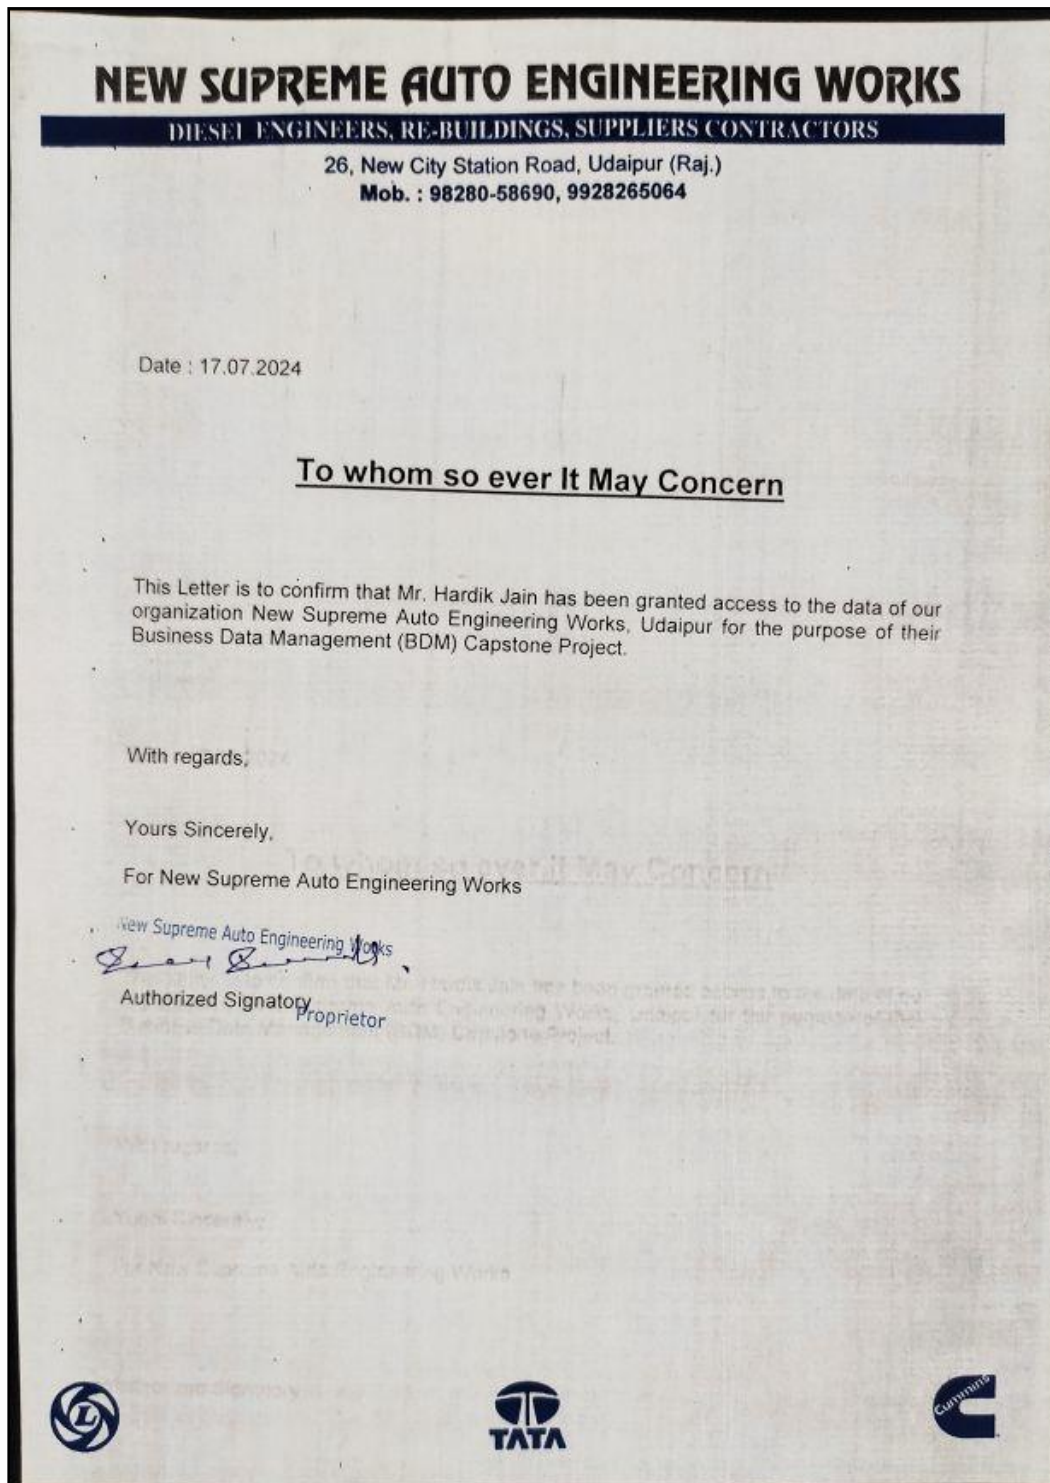 NEW SUPREME AUTO ENGINEERING WORKS
DIESEL ENGINEERS, RE-BUILDINGS, SUPPLIERS CONTRACTORS
26, New City Station Road, Udaipur (Raj.)
Mob. : 98280-58690, 9928265064
Date : 17.07.2024
To whom so ever It May Concern
This Letter is to confirm that Mr. Hardik Jain has been granted access to the data of our
organization New Supreme Auto Engineering Works, Udaipur for the purpose of their
Business Data Management (BDM) Capstone Project.
With regards,
Yours Sincerely,
For New Supreme Auto Engineering Works
New Supreme Auto Engineering Works
Authorized Signatory
Proprietor
L
TATA
Cummins